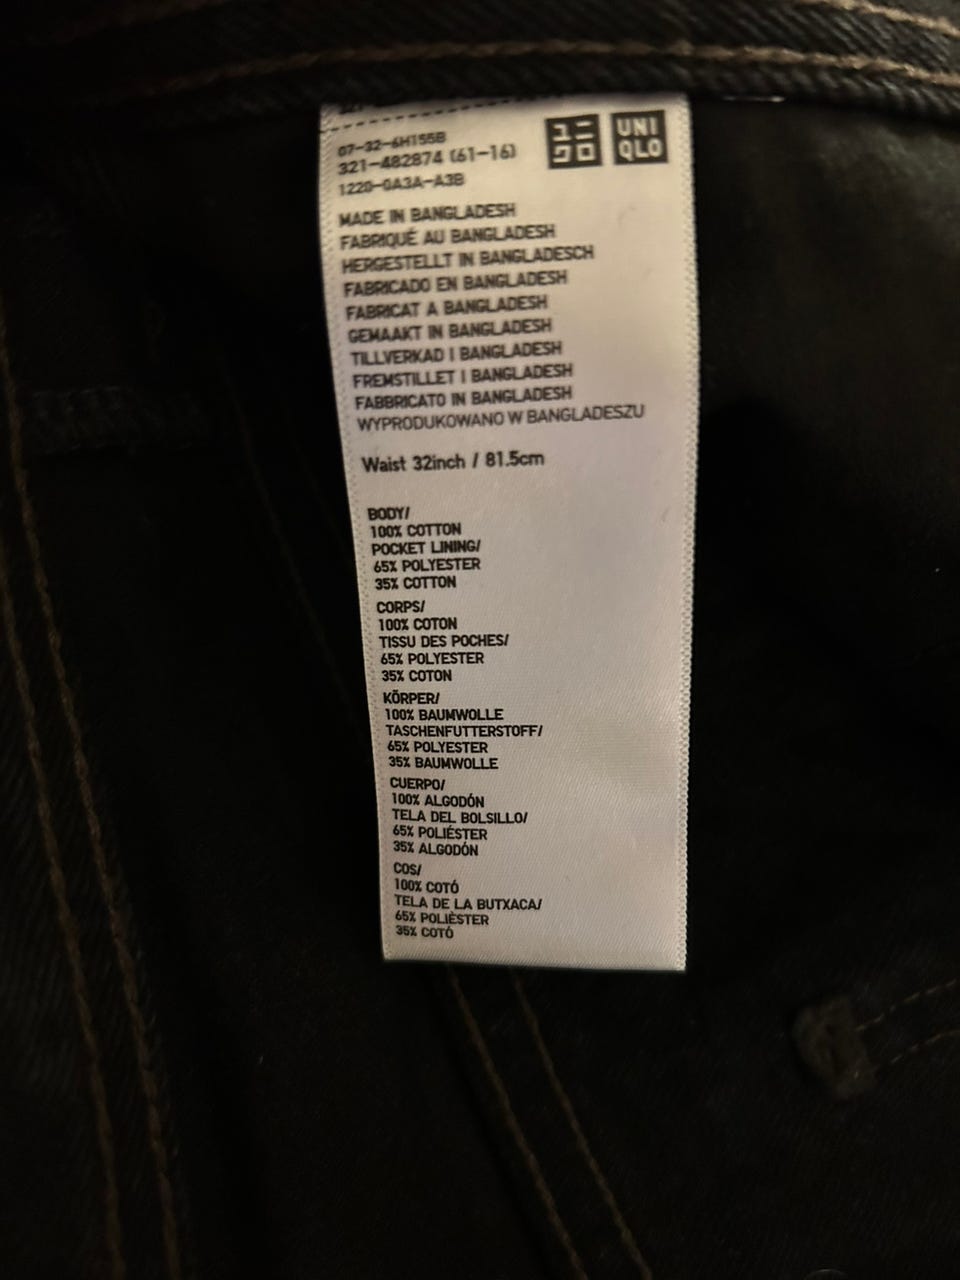 07-32-6H155B
321-482874 (61-16)
1220-0A3A-A3B
ユニ
クロ
UNI
QLO
MADE IN BANGLADESH
FABRIQUÉ AU BANGLADESH
HERGESTELLT IN BANGLADESCH
FABRICADO EN BANGLADESH
FABRICAT A BANGLADESH
GEMAAKT IN BANGLADESH
TILLVERKAD I BANGLADESH
FREMSTILLET I BANGLADESH
FABBRICATO IN BANGLADESH
WYPRODUKOWANO W BANGLADESZU
Waist 32inch / 81.5cm
BODY/
100% COTTON
POCKET LINING/
65% POLYESTER
35% COTTON
CORPS/
100% COTON
TISSU DES POCHES/
65% POLYESTER
35% COTON
KÖRPER/
100% BAUMWOLLE
TASCHENFUTTERSTOFF/
65% POLYESTER
35% BAUMWOLLE
CUERPO/
100% ALGODÓN
TELA DEL BOLSILLO/
65% POLIÉSTER
35% ALGODÓN
COS/
100% COTÓ
TELA DE LA BUTXACA/
65% POLIÈSTER
35% COTÓ